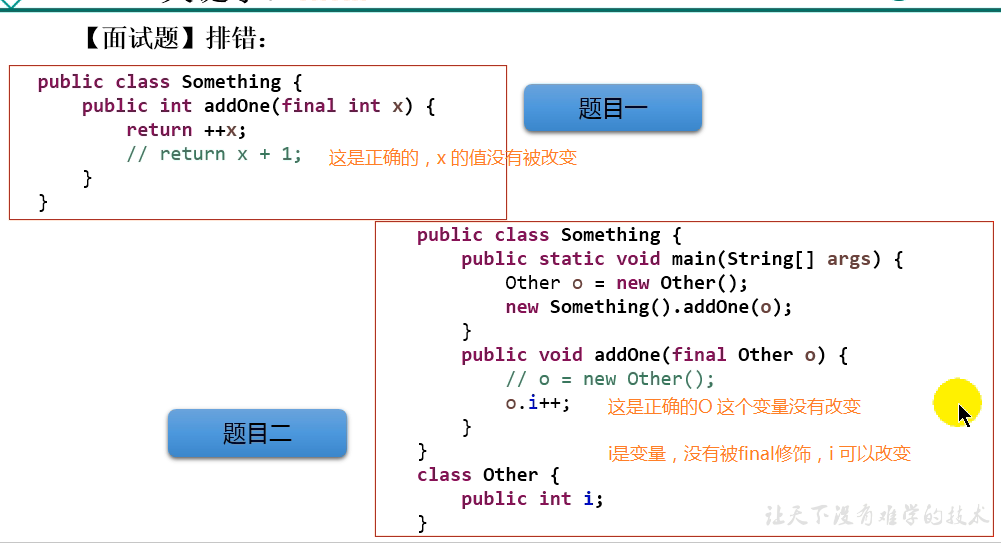 【面试题】排错：
public class Something {
public int addOne(final int x) {
return ++x;
// return x + 1; 这是正确的，x 的值没有被改变
}
}
题目一
public class Something {
public static void main(String[] args) {
Other o = new Other();
new Something().addOne(o);
}
public void addOne(final Other o) {
// o = new Other();
o.i++; 这是正确的O 这个变量没有改变
}
} i是变量，没有被final修饰，i 可以改变
class Other {
public int i;
}
题目二
让天下没有难学的技术